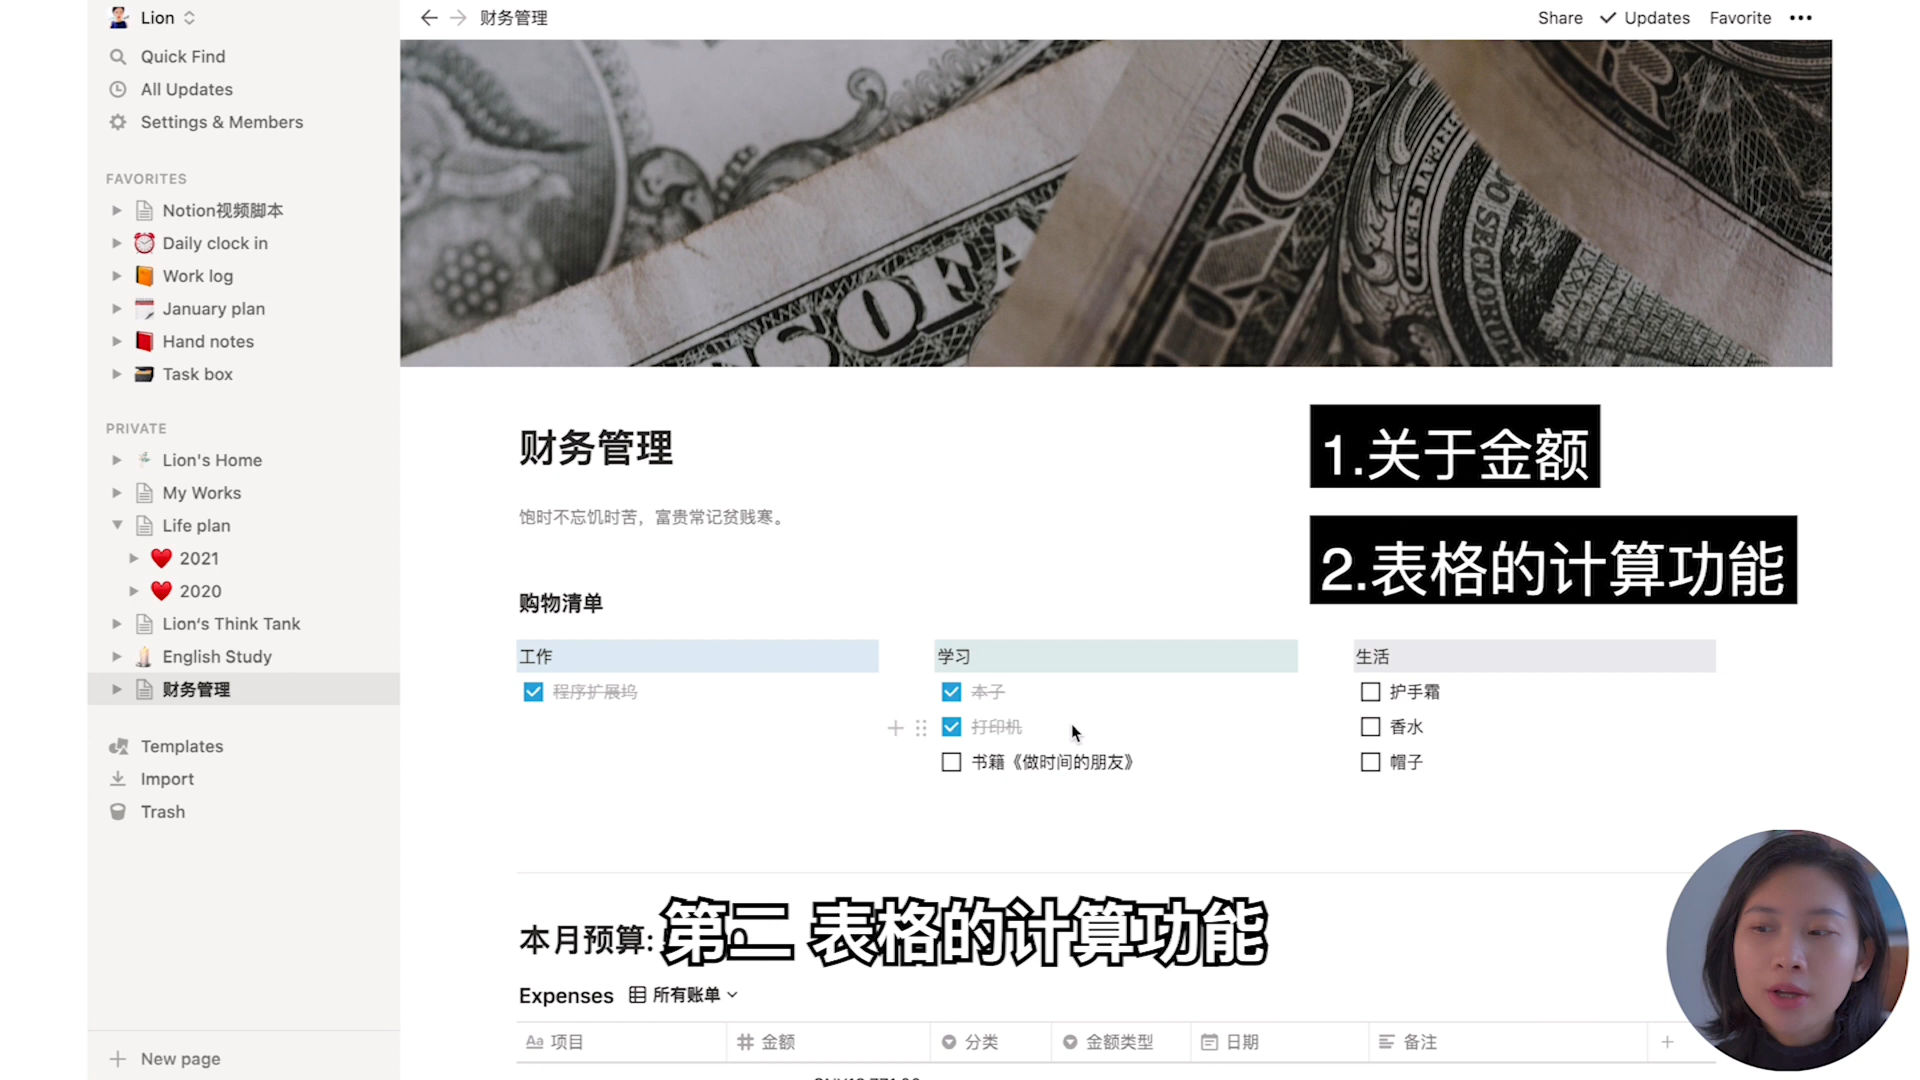 Lion
Quick Find
All Updates
Settings & Members
FAVORITES
Notion视频脚本
Daily clock in
Work log
January plan
Hand notes
Task box
PRIVATE
Lion's Home
My Works
Life plan
2021
2020
Lion‘s Think Tank
English Study
财务管理
Templates
Import
Trash
New page
财务管理
Share Updates Favorite
财务管理
1.关于金额
饱时不忘饥时苦，富贵常记贫贱寒。
2.表格的计算功能
购物清单
工作 学习 生活
程序扩展坞 本子 护手霜
打印机 香水
书籍《做时间的朋友》 帽子
本月预算:
第二 表格的计算功能
Expenses 所有账单
Aa 项目 金额 分类 金额类型 日期 备注